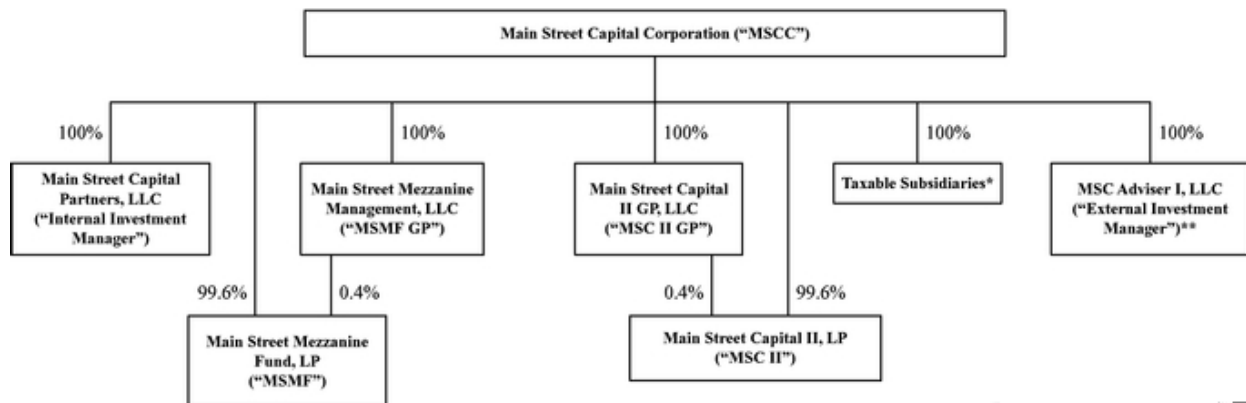 Main Street Capital Corporation (“MSCC”)
100%
100%
100%
100%
100%
Main Street Capital
Partners, LLC
(“Internal Investment
Manager”)
Main Street Mezzanine
Management, LLC
(“MSMF GP”)
Main Street Capital
II GP, LLC
(“MSC II GP”)
Taxable Subsidiaries*
MSC Adviser I, LLC
(“External Investment
Manager”)**
99.6%
0.4%
0.4%
99.6%
Main Street Mezzanine
Fund, LP
(“MSMF”)
Main Street Capital II, LP
(“MSC II”)